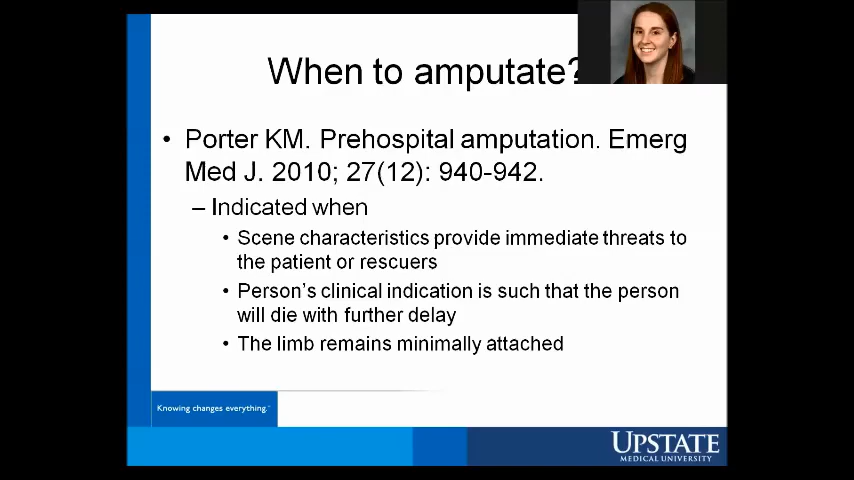 When to amputate?
• Porter KM. Prehospital amputation. Emerg
Med J. 2010; 27(12): 940-942.
– Indicated when
• Scene characteristics provide immediate threats to
the patient or rescuers
• Person's clinical indication is such that the person
will die with further delay
• The limb remains minimally attached
Knowing changes everything.™
UPSTATE
MEDICAL UNIVERSITY